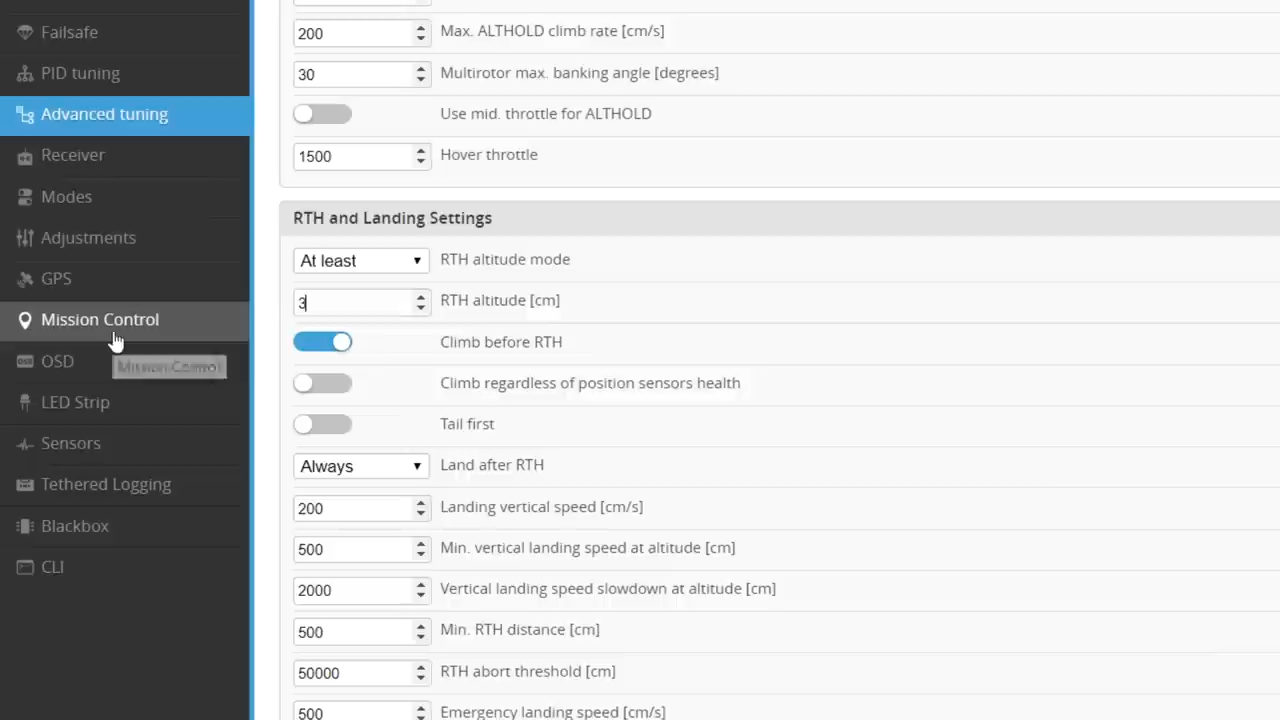 Failsafe
PID tuning
Advanced tuning
Receiver
Modes
Adjustments
GPS
Mission Control
Mission Control
OSD
LED Strip
Sensors
Tethered Logging
Blackbox
CLI
200 Max. ALTHOLD climb rate [cm/s]
30 Multirotor max. banking angle [degrees]
Use mid. throttle for ALTHOLD
1500 Hover throttle
RTH and Landing Settings
At least RTH altitude mode
3 RTH altitude [cm]
Climb before RTH
Climb regardless of position sensors health
Tail first
Always Land after RTH
200 Landing vertical speed [cm/s]
500 Min. vertical landing speed at altitude [cm]
2000 Vertical landing speed slowdown at altitude [cm]
500 Min. RTH distance [cm]
50000 RTH abort threshold [cm]
500 Emergency landing speed [cm/s]